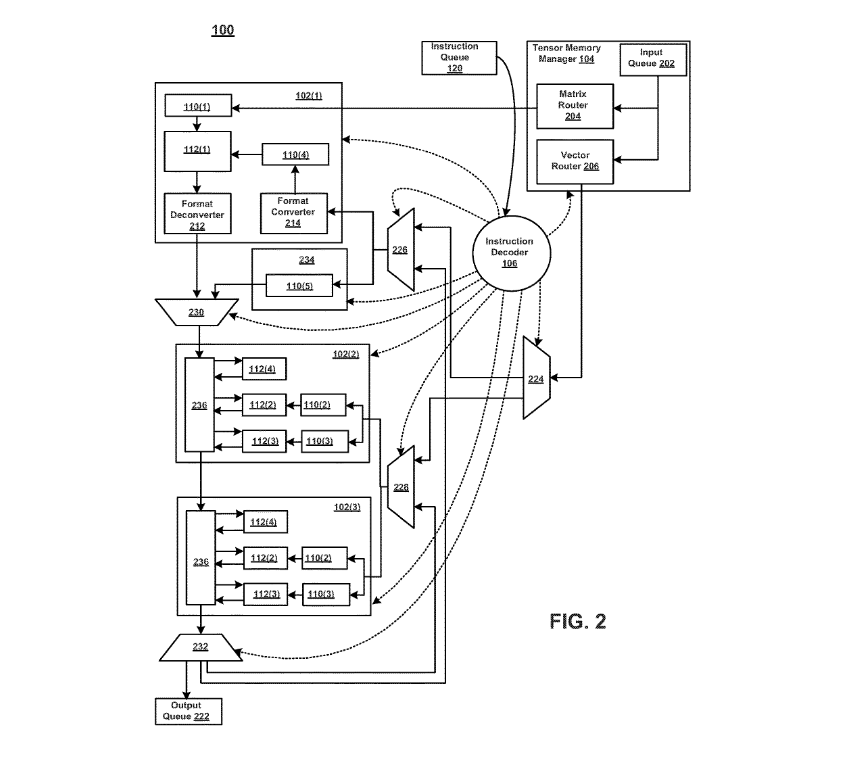 100
Instruction
Queue 120
Tensor Memory
Manager 104
Input
Queue 202
Matrix
Router
204
Vector
Router 206
102(1)
110(1)
112(1)
110(4)
Format
Deconverter
212
Format
Converter
214
226
Instruction
Decoder
106
234
110(5)
230
224
102(2)
236
112(4)
112(2)
110(2)
112(3)
110(3)
228
102(3)
236
112(4)
112(2)
110(2)
112(3)
110(3)
232
FIG. 2
Output
Queue 222